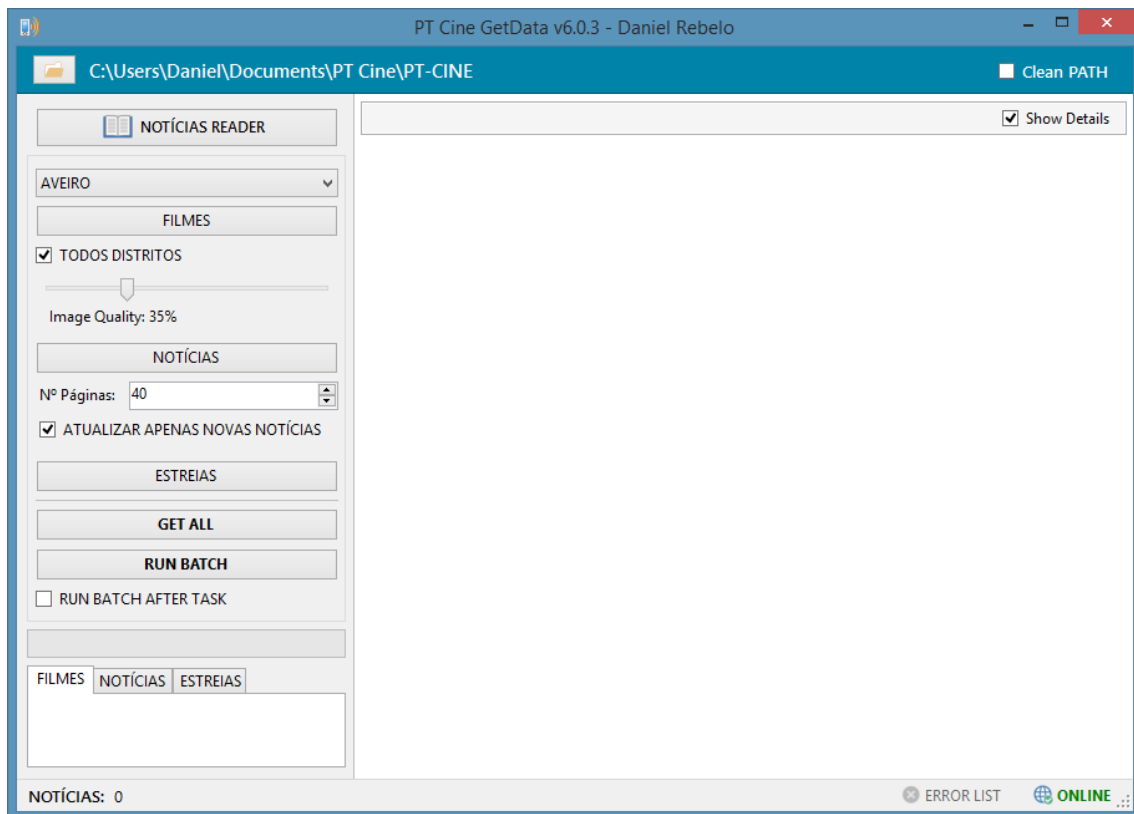 PT Cine GetData v6.0.3 - Daniel Rebelo
C:\Users\Daniel\Documents\PT Cine\PT-CINE
Clean PATH
NOTÍCIAS READER
Show Details
AVEIRO
FILMES
TODOS DISTRITOS
Image Quality: 35%
NOTÍCIAS
Nº Páginas: 40
ATUALIZAR APENAS NOVAS NOTÍCIAS
ESTREIAS
GET ALL
RUN BATCH
RUN BATCH AFTER TASK
FILMES NOTÍCIAS ESTREIAS
NOTÍCIAS: 0
ERROR LIST
ONLINE